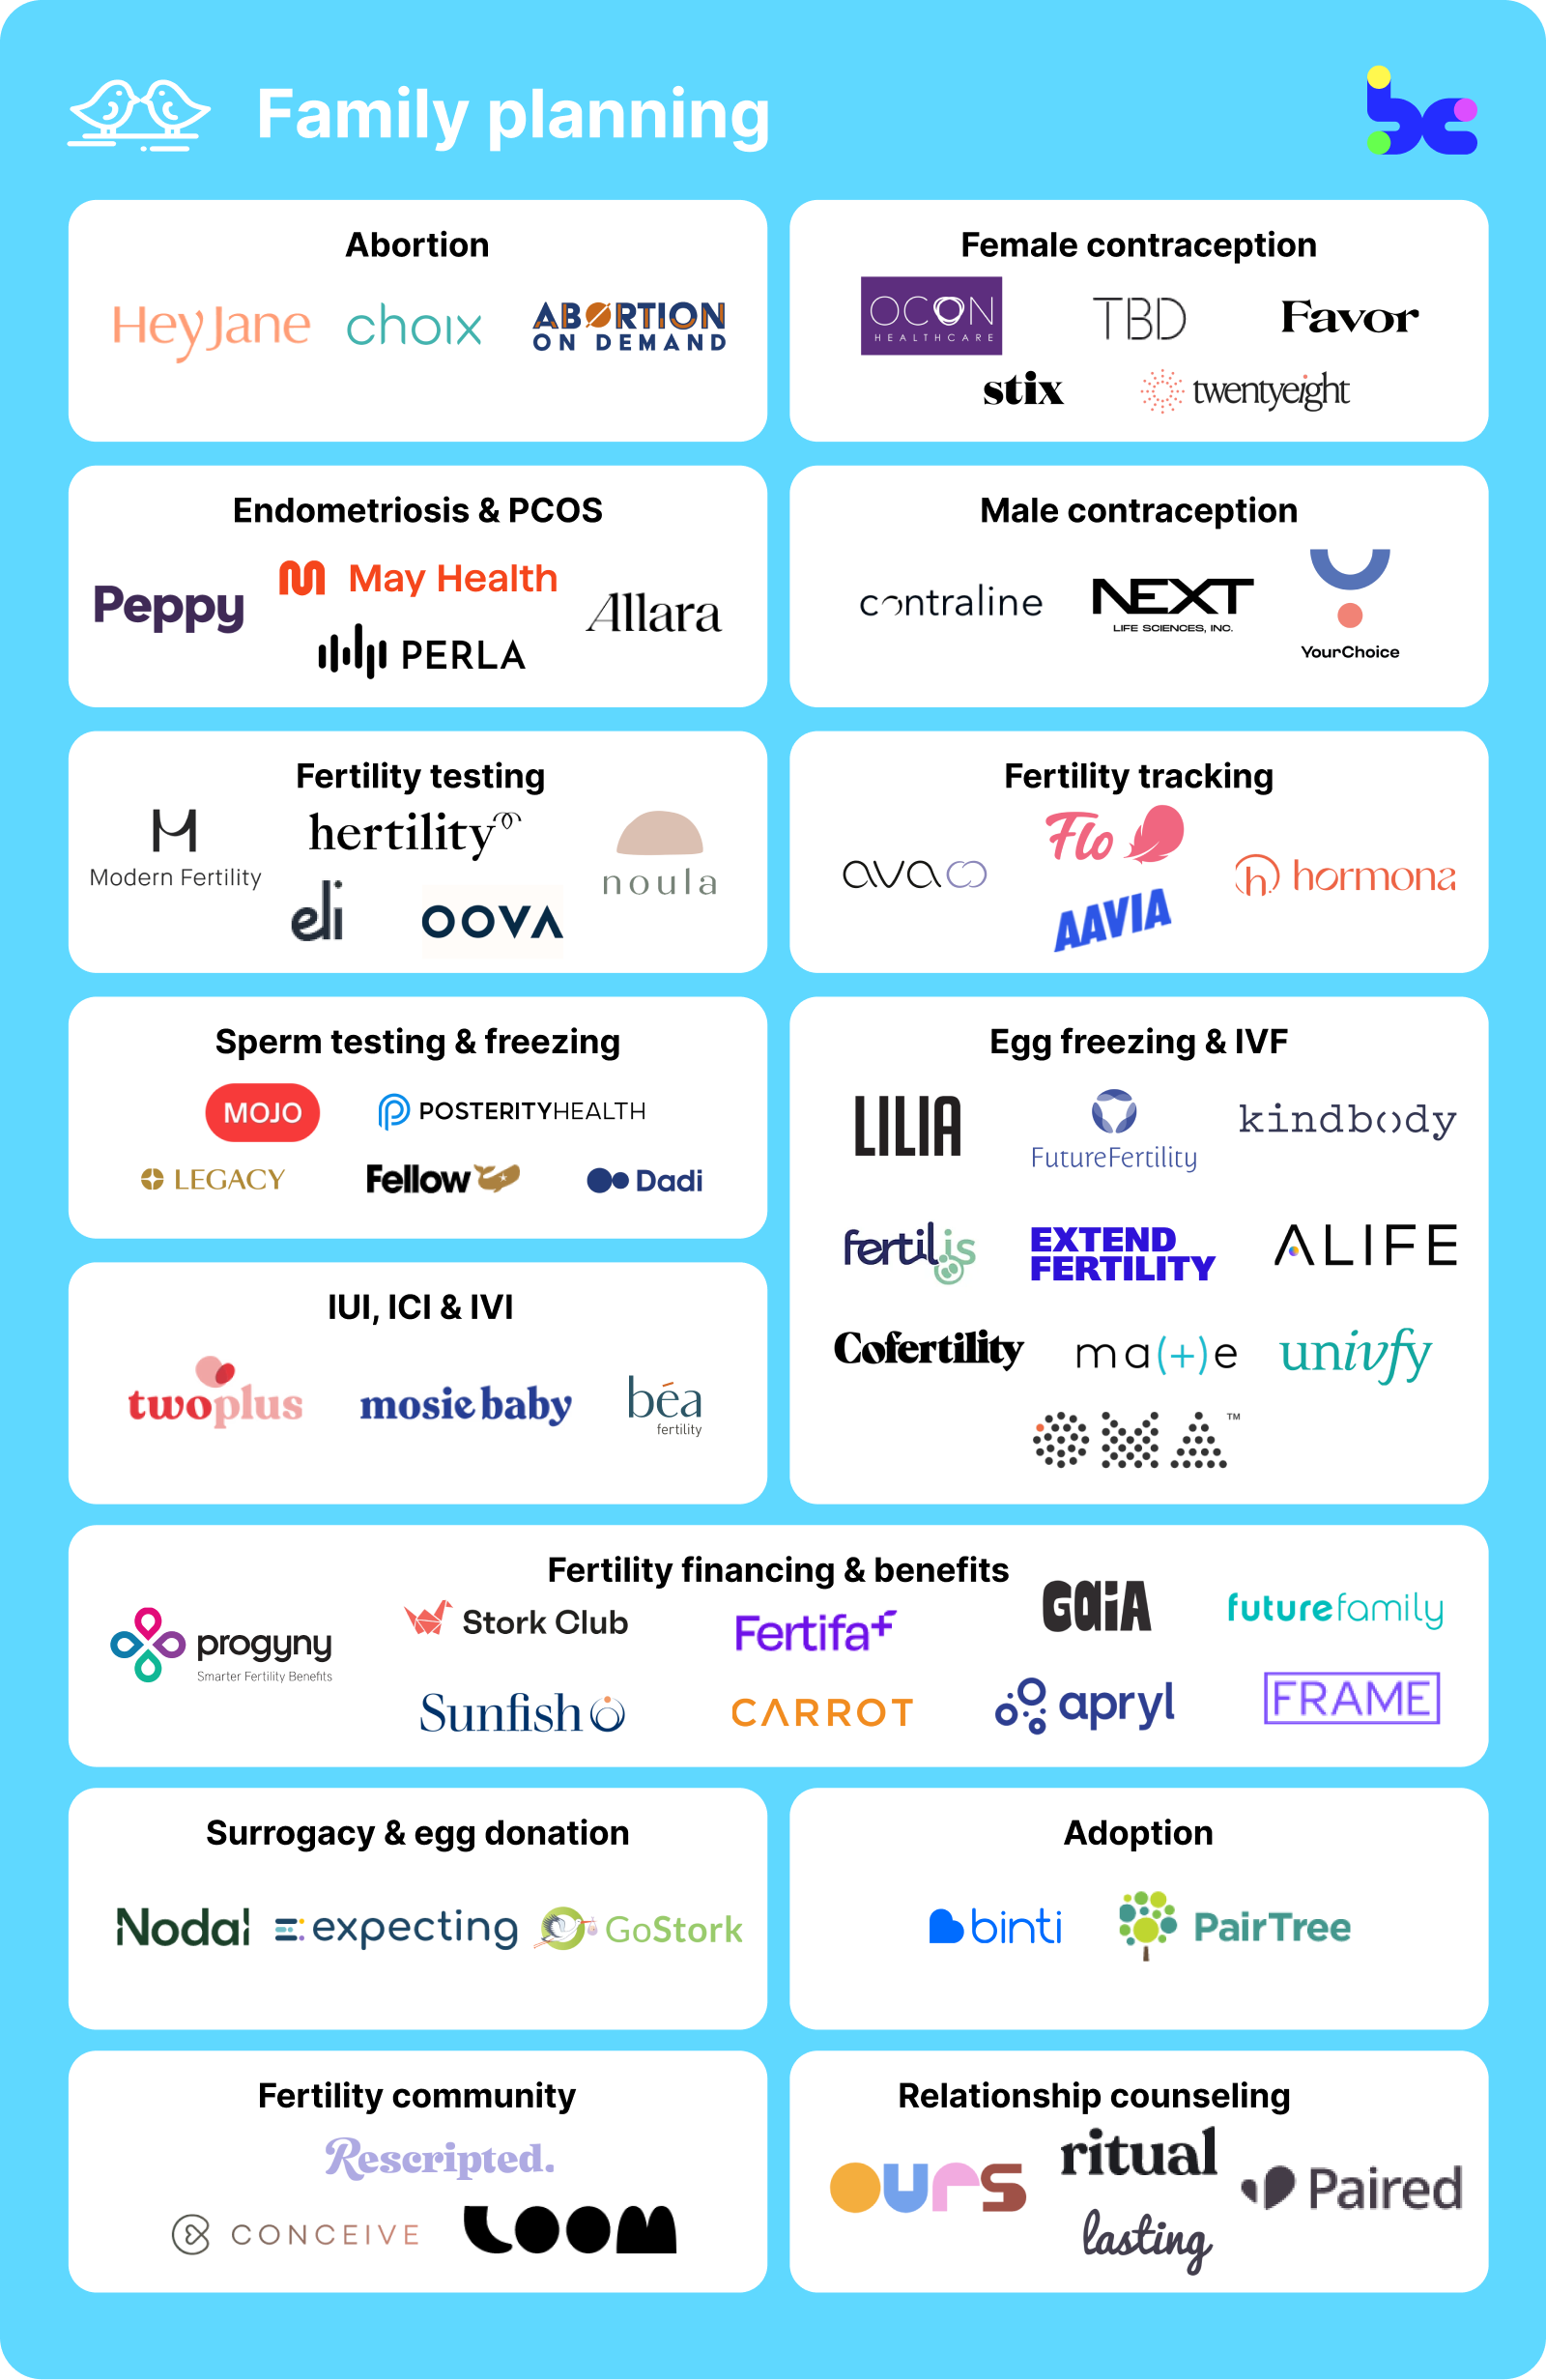 Family planning
Abortion
HeyJane
choix
ABORTION
ON DEMAND
Female contraception
OCON
HEALTHCARE
TBD
Favor
stix
twentyeight
Endometriosis & PCOS
Peppy
May Health
PERLA
Allara
Male contraception
contraline
NEXT
LIFE SCIENCES, INC.
YourChoice
Fertility testing
Modern Fertility
hertility
noula
eli
OOVA
Fertility tracking
ava
Flo
hormona
AAVIA
Sperm testing & freezing
MOJO
POSTERITYHEALTH
LEGACY
Fellow
Dadi
Egg freezing & IVF
LILIA
FutureFertility
kindbody
fertilis
EXTEND
FERTILITY
ALIFE
Cofertility
ma(+)e
univfy
OMA™
IUI, ICI & IVI
twoplus
mosie baby
béa
fertility
Fertility financing & benefits
progyny
Smarter Fertility Benefits
Stork Club
Fertifa
GaiA
futurefamily
Sunfish
CARROT
apryl
FRAME
Surrogacy & egg donation
Nodal
expecting
GoStork
Adoption
binti
PairTree
Fertility community
Rescripted.
CONCEIVE
LOOM
Relationship counseling
ours
ritual
Paired
lasting